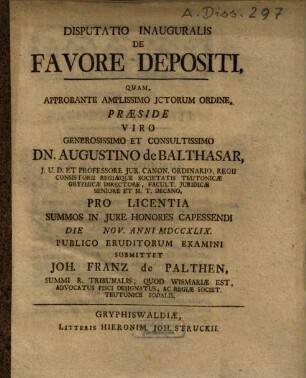 A. Diss. 297
DISPUTATIO INAUGURALIS
DE
FAVORE DEPOSITI,
QUAM,
APPROBANTE AMPLISSIMO JCTORUM ORDINE,
PRÆSIDE
VIRO
GENEROSISSIMO ET CONSULTISSIMO
DN. AUGUSTINO de BALTHASAR,
J. U. D. ET PROFESSORE JUR. CANON. ORDINARIO, REGII
CONSISTORII REGIÆQUE SOCIETATIS TEUTONICÆ
GRYPHICÆ DIRECTORE, FACULT. JURIDICÆ
SENIORE ET H. T. DECANO,
PRO LICENTIA
SUMMOS IN JURE HONORES CAPESSENDI
DIE NOV. ANNI MDCCXLIX.
PUBLICO ERUDITORUM EXAMINI
SUBMITTET
JOH. FRANZ de PALTHEN,
SUMMI R. TRIBUNALIS, QUOD WISMARIÆ EST,
ADVOCATUS FISCI DESIGNATUS, AC REGIÆ SOCIET.
TEUTONICÆ SODALIS.
GRYPHISWALDIÆ,
LITTERIS HIERONIM. JOH. STRUCKII.